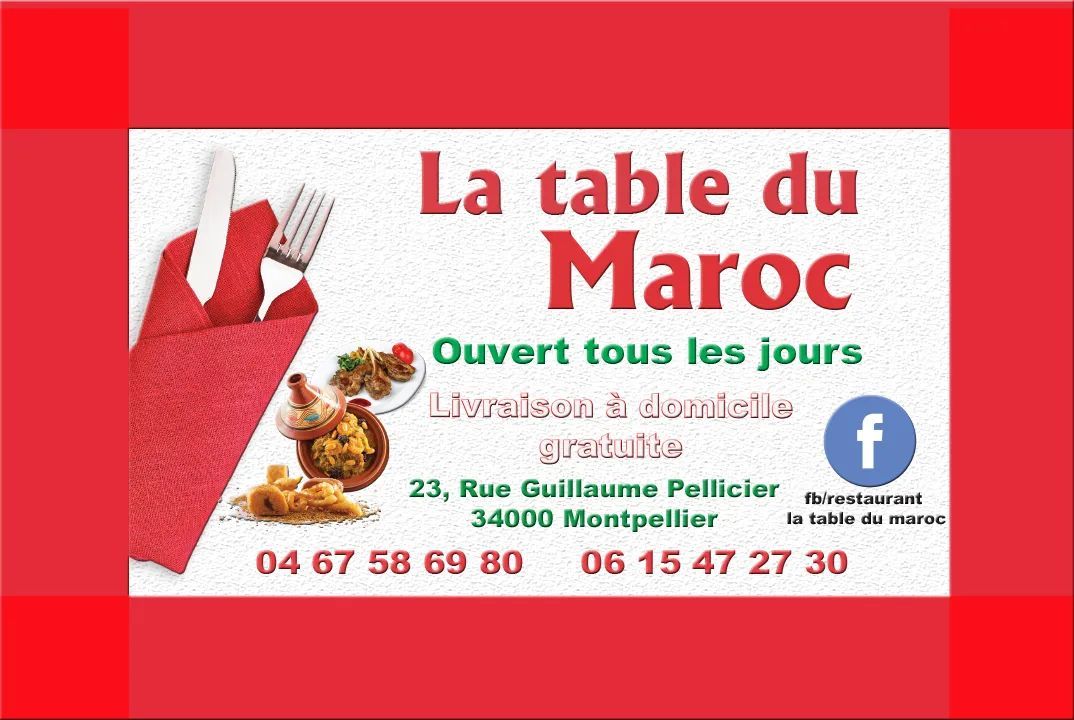 La table du
Maroc
Ouvert tous les jours
Livraison à domicile
gratuite
23, Rue Guillaume Pellicier
34000 Montpellier
f
fb/restaurant
la table du maroc
04 67 58 69 80 06 15 47 27 30